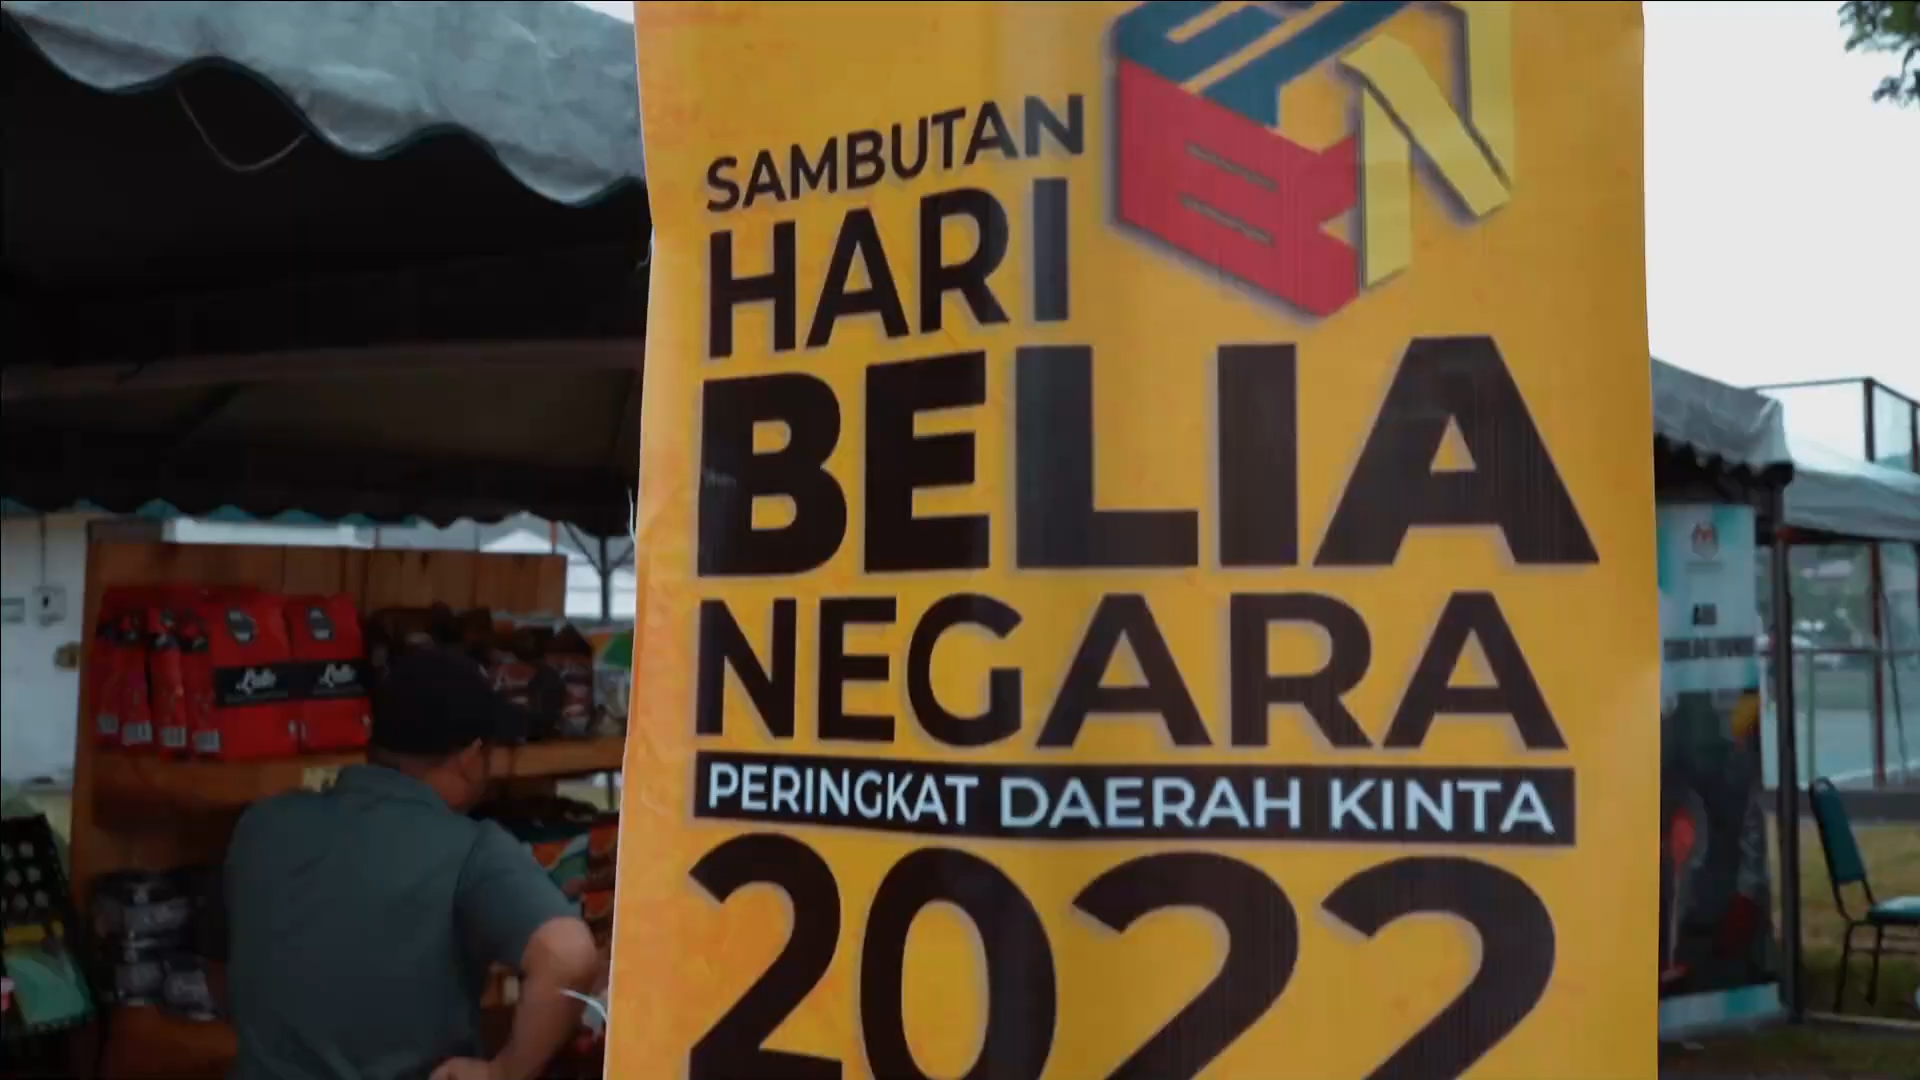 SAMBUTAN
HARI
BELIA
NEGARA
PERINGKAT DAERAH KINTA
2022